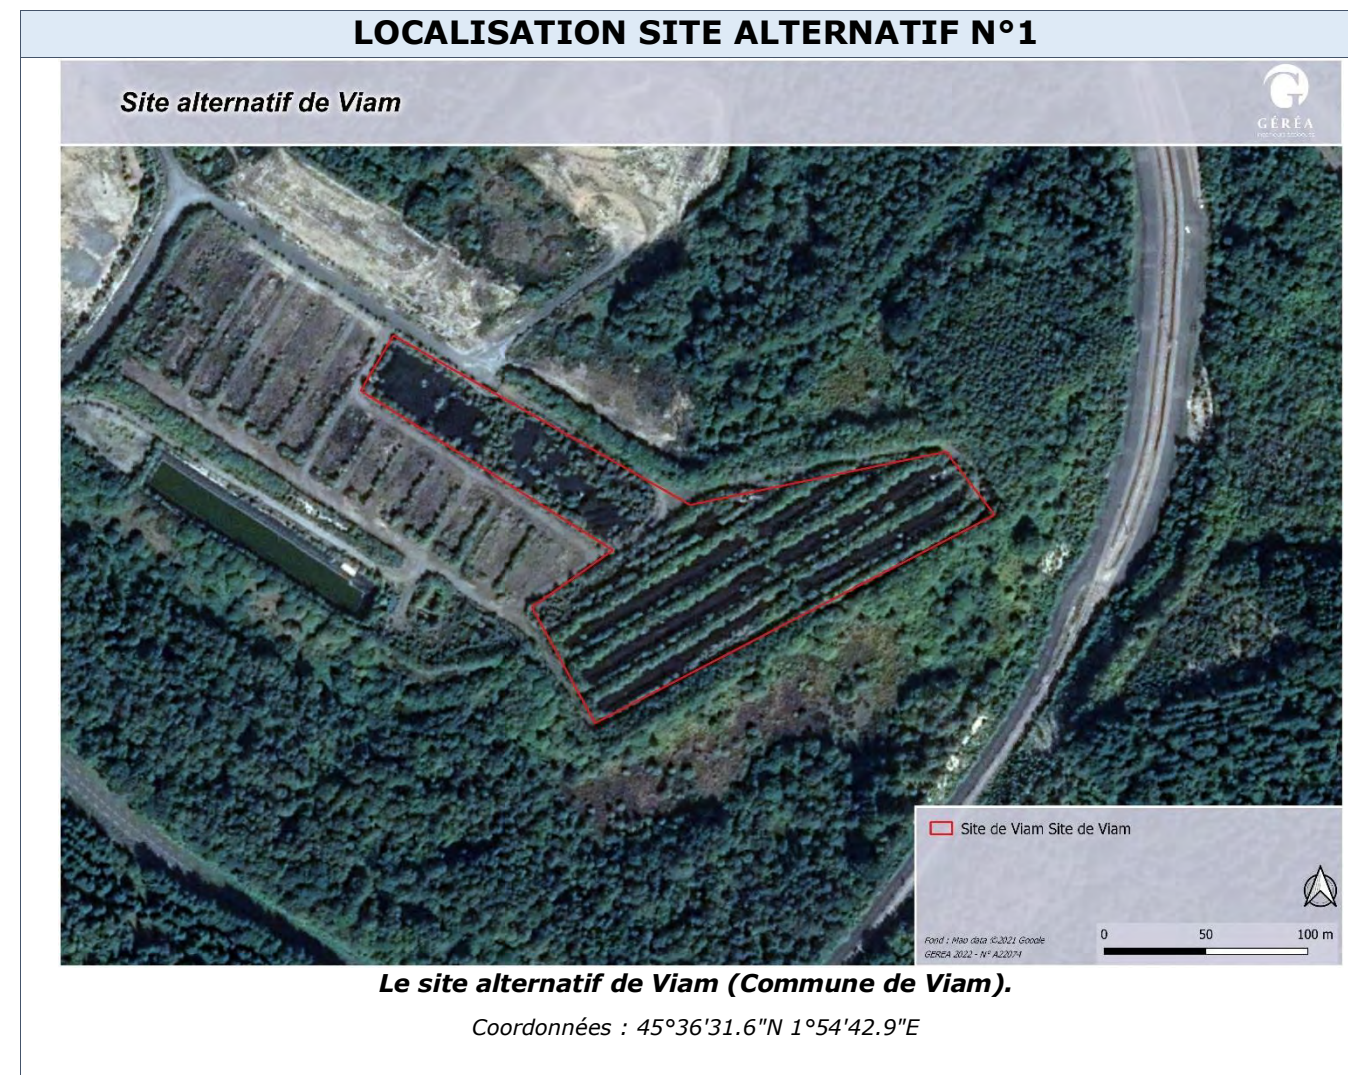 LOCALISATION SITE ALTERNATIF N°1
Site alternatif de Viam
GÉRÉA
Site de Viam Site de Viam
Fond : Map data ©2021 Google
GEREA 2022 - N° A22074
0 50 100 m
Le site alternatif de Viam (Commune de Viam).
Coordonnées : 45°36'31.6"N 1°54'42.9"E